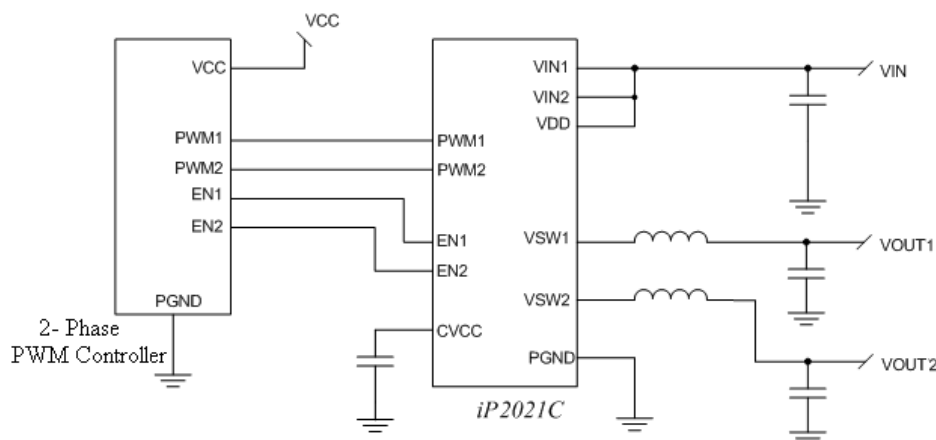 VCC
VCC
PWM1
PWM2
EN1
EN2
PGND
2- Phase
PWM Controller
VIN1
VIN2
VDD
PWM1
PWM2
EN1
EN2
CVCC
VSW1
VSW2
PGND
iP2021C
VIN
VOUT1
VOUT2